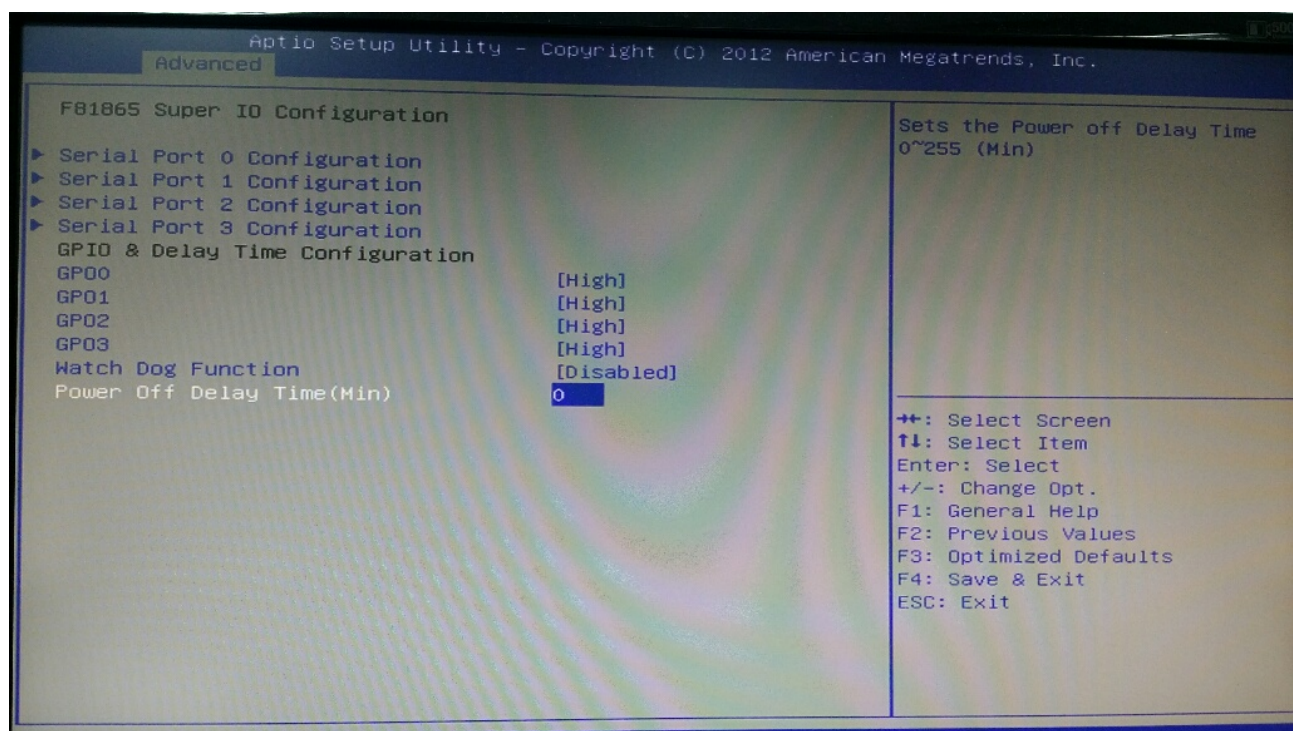 Aptio Setup Utility - Copyright (C) 2012 American Megatrends, Inc.
Advanced
F81865 Super IO Configuration
Serial Port 0 Configuration
Serial Port 1 Configuration
Serial Port 2 Configuration
Serial Port 3 Configuration
GPIO & Delay Time Configuration
GPO0 [High]
GPO1 [High]
GPO2 [High]
GPO3 [High]
Watch Dog Function [Disabled]
Power Off Delay Time(Min) 0
Sets the Power off Delay Time
0~255 (Min)
→←: Select Screen
↑↓: Select Item
Enter: Select
+/-: Change Opt.
F1: General Help
F2: Previous Values
F3: Optimized Defaults
F4: Save & Exit
ESC: Exit